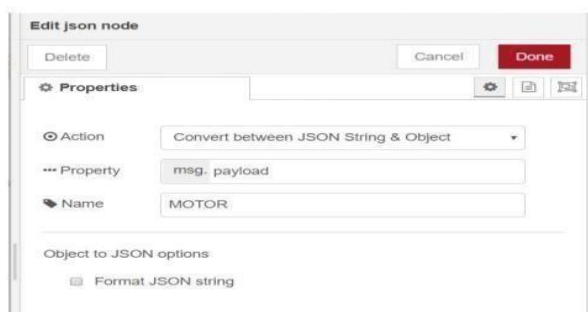 Edit json node
Delete Cancel Done
Properties
Action Convert between JSON String & Object
Property msg. payload
Name MOTOR
Object to JSON options
Format JSON string